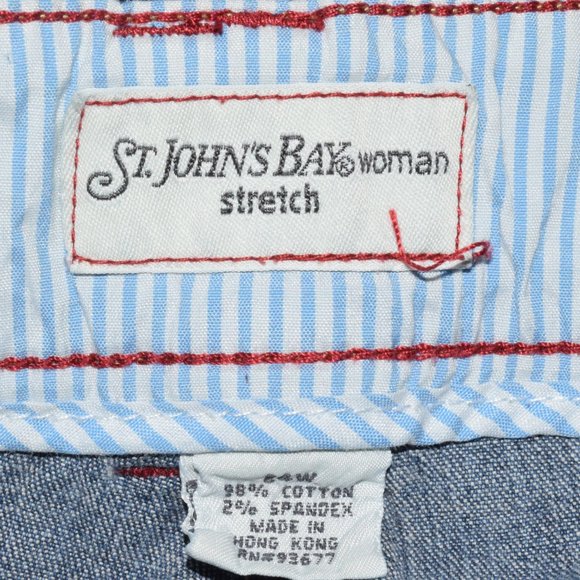 ST. JOHN'S BAY® woman
stretch
24W
98% COTTON
2% SPANDEX
MADE IN
HONG KONG
RN#93677